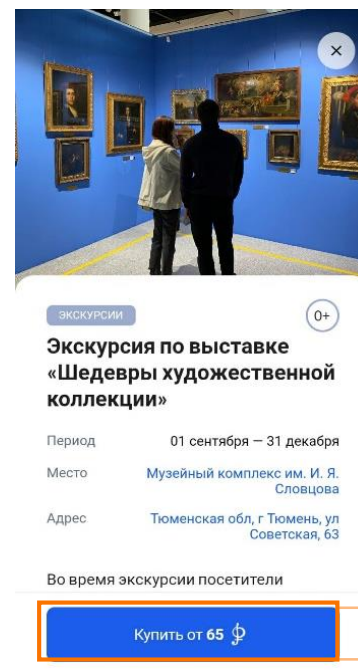 ЭКСКУРСИИ
0+
Экскурсия по выставке
«Шедевры художественной
коллекции»
Период 01 сентября — 31 декабря
Место Музейный комплекс им. И. Я.
Словцова
Адрес Тюменская обл, г Тюмень, ул
Советская, 63
Во время экскурсии посетители
Купить от 65